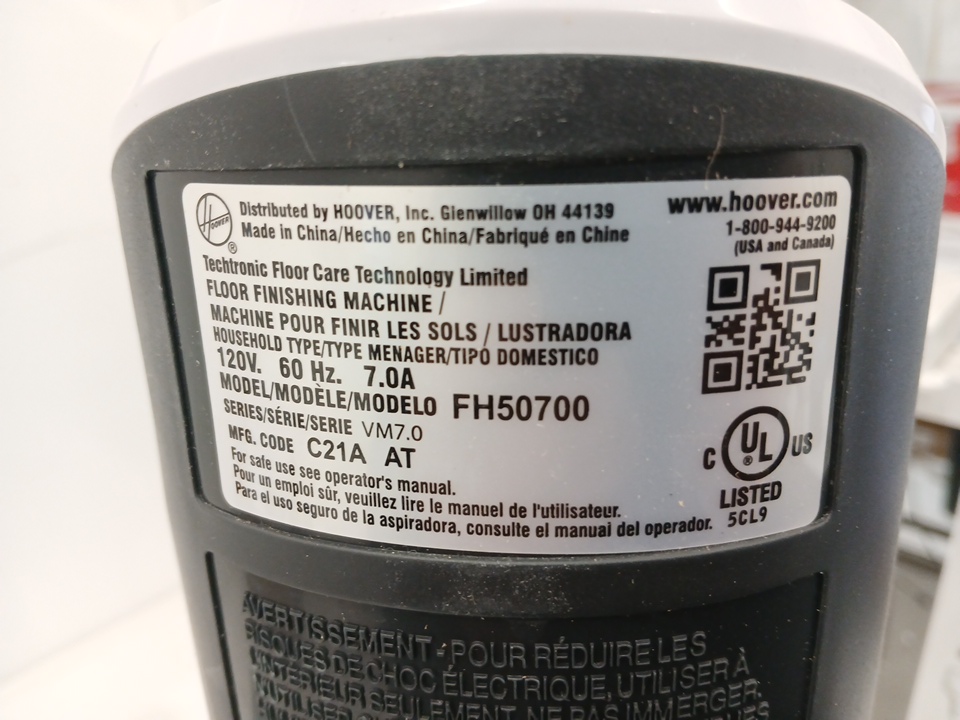 HOOVER
®
Distributed by HOOVER, Inc. Glenwillow OH 44139
Made in China/Hecho en China/Fabriqué en Chine
www.hoover.com
1-800-944-9200
(USA and Canada)
Techtronic Floor Care Technology Limited
FLOOR FINISHING MACHINE /
MACHINE POUR FINIR LES SOLS / LUSTRADORA
HOUSEHOLD TYPE/TYPE MENAGER/TIPO DOMESTICO
120V. 60 Hz. 7.0A
MODEL/MODÈLE/MODELO FH50700
SERIES/SÉRIE/SERIE VM7.0
MFG. CODE C21A AT
For safe use see operator's manual.
Pour un emploi sûr, veuillez lire le manuel de l'utilisateur.
Para el uso seguro de la aspiradora, consulte el manual del operador.
C UL ® US
LISTED
5CL9
AVERTISSEMENT - POUR RÉDUIRE LES
RISQUES DE CHOC ÉLECTRIQUE, UTILISER À
L'INTÉRIEUR SEULEMENT. NE PAS IMMERGER.